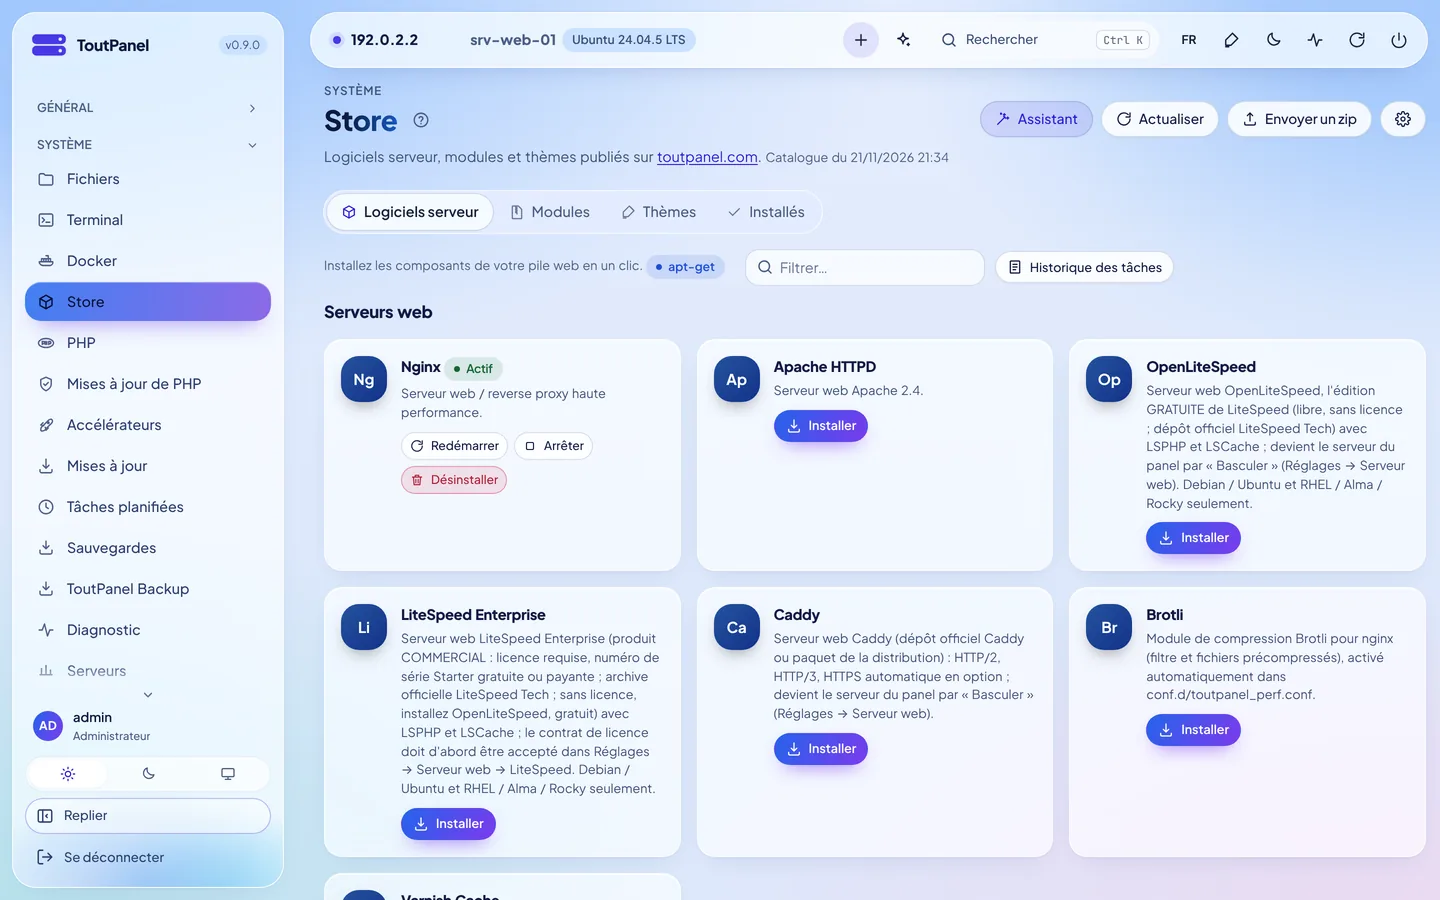 ToutPanel
v0.9.0
GÉNÉRAL
SYSTÈME
Fichiers
Terminal
Docker
Store
PHP
Mises à jour de PHP
Accélérateurs
Mises à jour
Tâches planifiées
Sauvegardes
ToutPanel Backup
Diagnostic
Serveurs
AD
admin
Administrateur
Replier
Se déconnecter
192.0.2.2
srv-web-01
Ubuntu 24.04.5 LTS
Rechercher
Ctrl K
FR
SYSTÈME
Store
Assistant
Actualiser
Envoyer un zip
Logiciels serveur, modules et thèmes publiés sur toutpanel.com. Catalogue du 21/11/2026 21:34
Logiciels serveur
Modules
Thèmes
Installés
Installez les composants de votre pile web en un clic.
apt-get
Filtrer...
Historique des tâches
Serveurs web
Ng
Nginx
Actif
Serveur web / reverse proxy haute
performance.
Redémarrer
Arrêter
Désinstaller
Ap
Apache HTTPD
Serveur web Apache 2.4.
Installer
Op
OpenLiteSpeed
Serveur web OpenLiteSpeed, l'édition
GRATUITE de LiteSpeed (libre, sans licence
; dépôt officiel LiteSpeed Tech) avec
LSPHP et LSCache ; devient le serveur du
panel par « Basculer » (Réglages → Serveur
web). Debian / Ubuntu et RHEL / Alma /
Rocky seulement.
Installer
Li
LiteSpeed Enterprise
Serveur web LiteSpeed Enterprise (produit
COMMERCIAL : licence requise, numéro de
série Starter gratuite ou payante ; archive
officielle LiteSpeed Tech ; sans licence,
installez OpenLiteSpeed, gratuit) avec
LSPHP et LSCache ; le contrat de licence
doit d'abord être accepté dans Réglages
→ Serveur web → LiteSpeed. Debian /
Ubuntu et RHEL / Alma / Rocky seulement.
Installer
Ca
Caddy
Serveur web Caddy (dépôt officiel Caddy
ou paquet de la distribution) : HTTP/2,
HTTP/3, HTTPS automatique en option ;
devient le serveur du panel par « Basculer »
(Réglages → Serveur web).
Installer
Br
Brotli
Module de compression Brotli pour nginx
(filtre et fichiers précompressés), activé
automatiquement dans
conf.d/toutpanel_perf.conf.
Installer
Varnish Cache